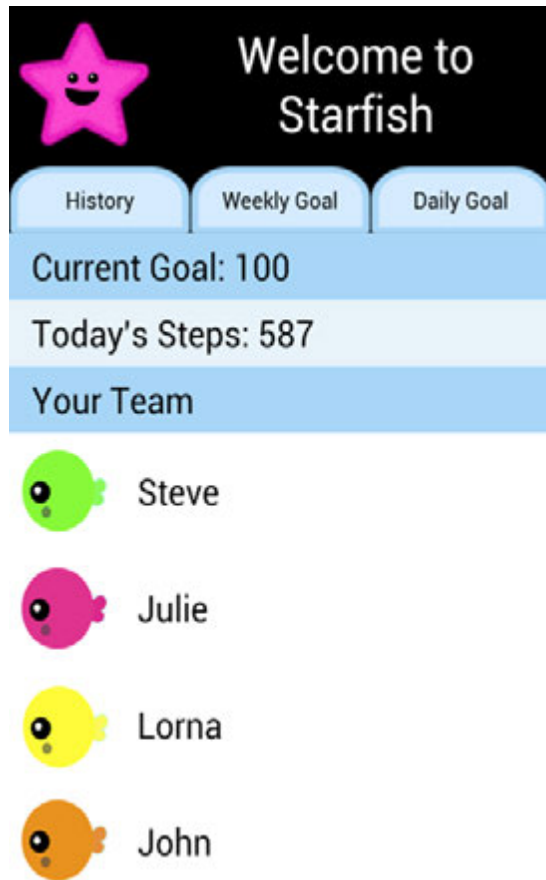 Welcome to
Starfish
History
Weekly Goal
Daily Goal
Current Goal: 100
Today's Steps: 587
Your Team
Steve
Julie
Lorna
John